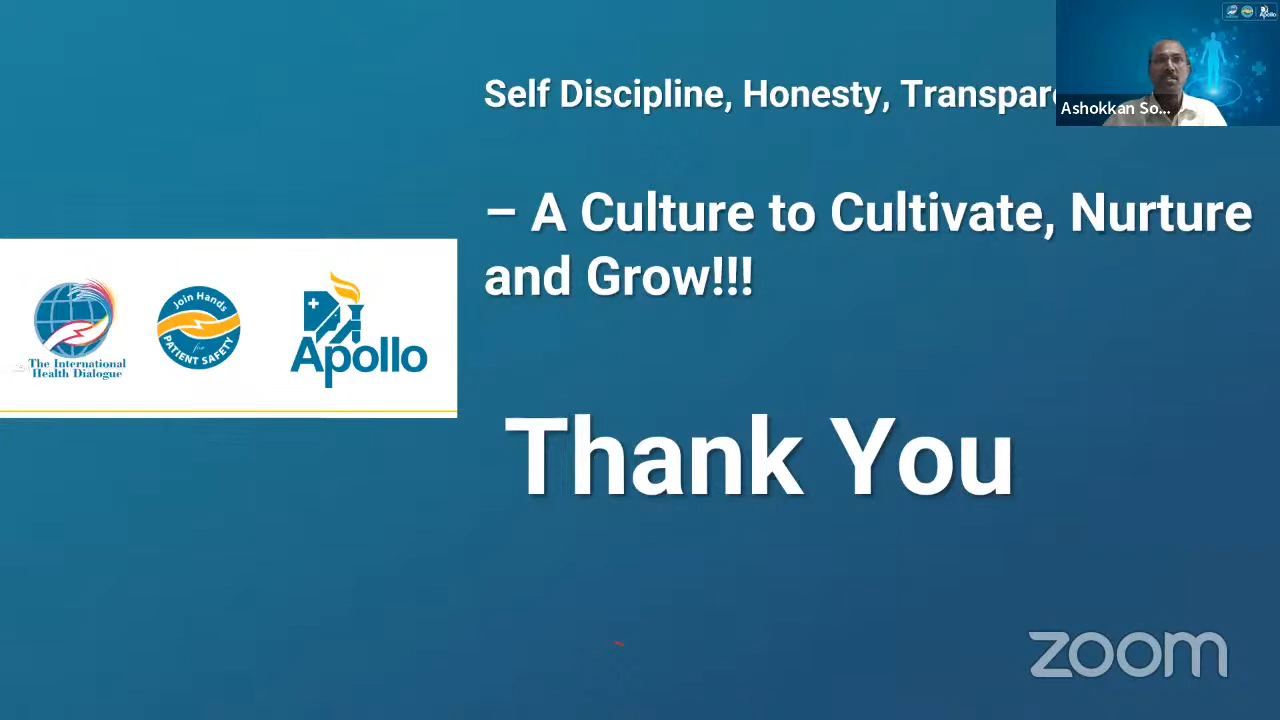 Self Discipline, Honesty,
Ashokkan So...
– A Culture to Cultivate, Nurture
and Grow!!!
Join Hands
for
PATIENT SAFETY
The International
Health Dialogue
Apollo
Thank You
zoom